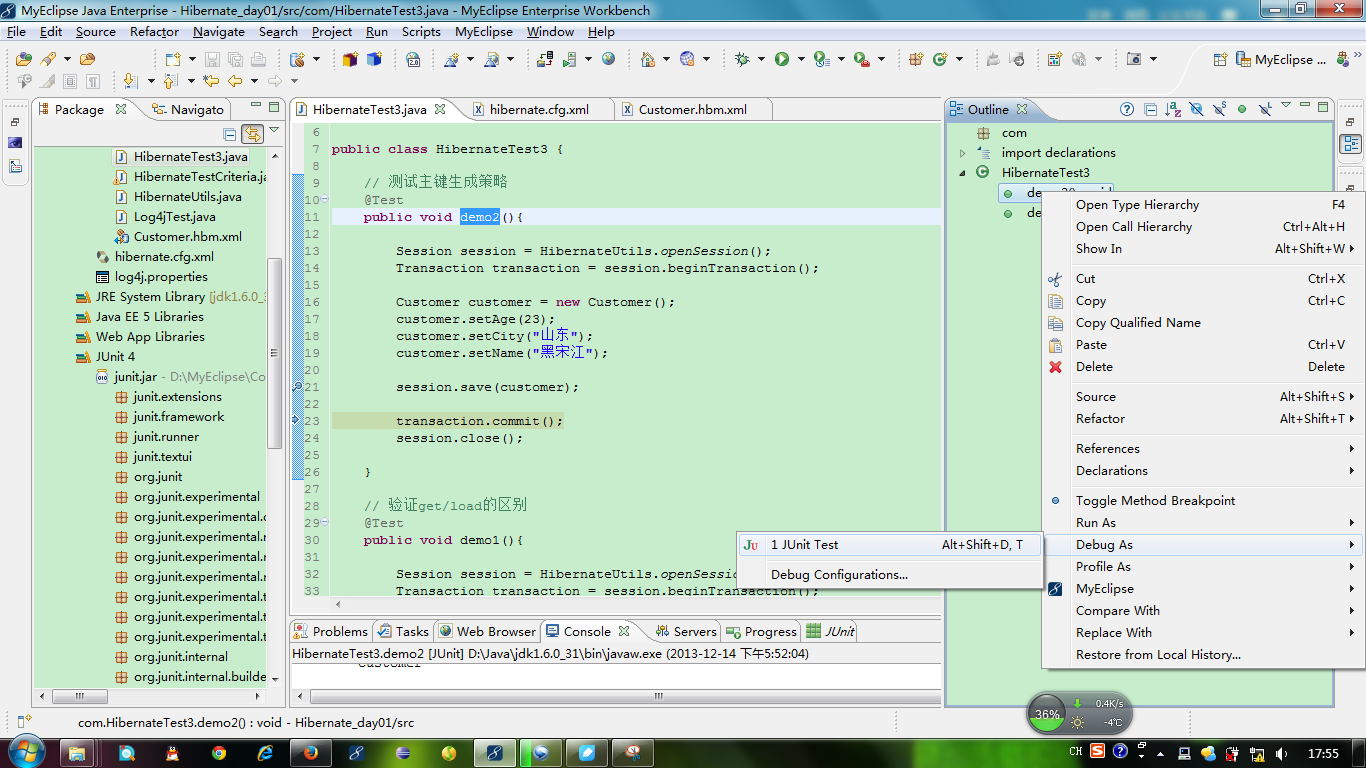 MyEclipse Java Enterprise - Hibernate_day01/src/com/HibernateTest3.java - MyEclipse Enterprise Workbench
File Edit Source Refactor Navigate Search Project Run Scripts MyEclipse Window Help
MyEclipse ...
Package
Navigato
HibernateTest3.java
HibernateTestCriteria.ja
HibernateUtils.java
Log4jTest.java
Customer.hbm.xml
hibernate.cfg.xml
log4j.properties
JRE System Library [jdk1.6.0_3
Java EE 5 Libraries
Web App Libraries
JUnit 4
junit.jar - D:\MyEclipse\Co
junit.extensions
junit.framework
junit.runner
junit.textui
org.junit
org.junit.experimental
org.junit.experimental.c
org.junit.experimental.r
org.junit.experimental.r
org.junit.experimental.r
org.junit.experimental.t
org.junit.experimental.t
org.junit.experimental.t
org.junit.internal
org.junit.internal.builde
HibernateTest3.java
hibernate.cfg.xml
Customer.hbm.xml
6
7 public class HibernateTest3 {
8
9 // 测试主键生成策略
10 @Test
11 public void demo2(){
12
13 Session session = HibernateUtils.openSession();
14 Transaction transaction = session.beginTransaction();
15
16 Customer customer = new Customer();
17 customer.setAge(23);
18 customer.setCity("山东");
19 customer.setName("黑宋江");
20
21 session.save(customer);
22
23 transaction.commit();
24 session.close();
25
26 }
27
28 // 验证get/load的区别
29 @Test
30 public void demo1(){
31
32 Session session = HibernateUtils.openSessi
33 Transaction transaction = session.beginTransaction();
Outline
com
import declarations
HibernateTest3
de
Open Type Hierarchy F4
Open Call Hierarchy Ctrl+Alt+H
Show In Alt+Shift+W
Cut Ctrl+X
Copy Ctrl+C
Copy Qualified Name
Paste Ctrl+V
Delete Delete
Source Alt+Shift+S
Refactor Alt+Shift+T
References
Declarations
Toggle Method Breakpoint
Run As
Debug As
Profile As
MyEclipse
Compare With
Replace With
Restore from Local History...
1 JUnit Test Alt+Shift+D, T
Debug Configurations...
Problems Tasks Web Browser Console Servers Progress JUnit
HibernateTest3.demo2 [JUnit] D:\Java\jdk1.6.0_31\bin\javaw.exe (2013-12-14 下午5:52:04)
Customer
36%
0.4K/s
-4℃
com.HibernateTest3.demo2() : void - Hibernate_day01/src
CH
17:55